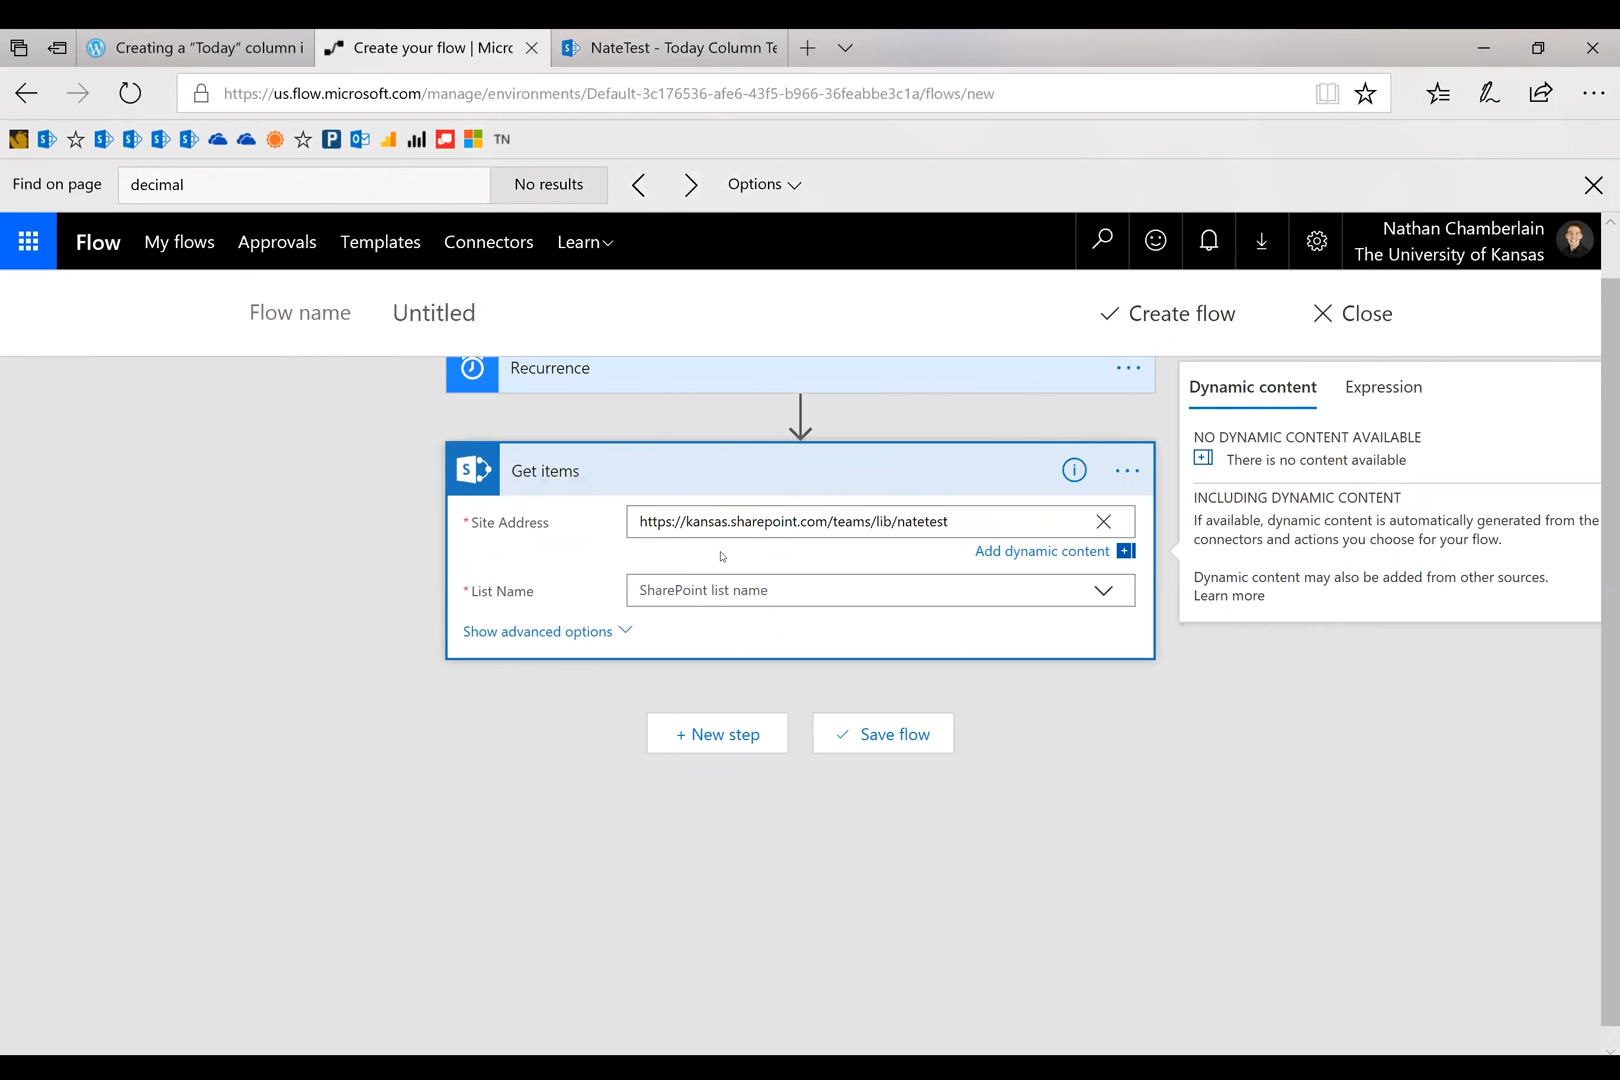 Creating a “Today” column i
Create your flow | Micr
NateTest - Today Column Te
https://us.flow.microsoft.com/manage/environments/Default-3c176536-afe6-43f5-b966-36feabbe3c1a/flows/new
TN
Find on page
decimal
No results
Options
Flow
My flows
Approvals
Templates
Connectors
Learn
Nathan Chamberlain
The University of Kansas
Flow name
Untitled
Create flow
Close
Recurrence
Get items
* Site Address
https://kansas.sharepoint.com/teams/lib/natetest
Add dynamic content
* List Name
SharePoint list name
Show advanced options
+ New step
Save flow
Dynamic content
Expression
NO DYNAMIC CONTENT AVAILABLE
There is no content available
INCLUDING DYNAMIC CONTENT
If available, dynamic content is automatically generated from the
connectors and actions you choose for your flow.
Dynamic content may also be added from other sources.
Learn more